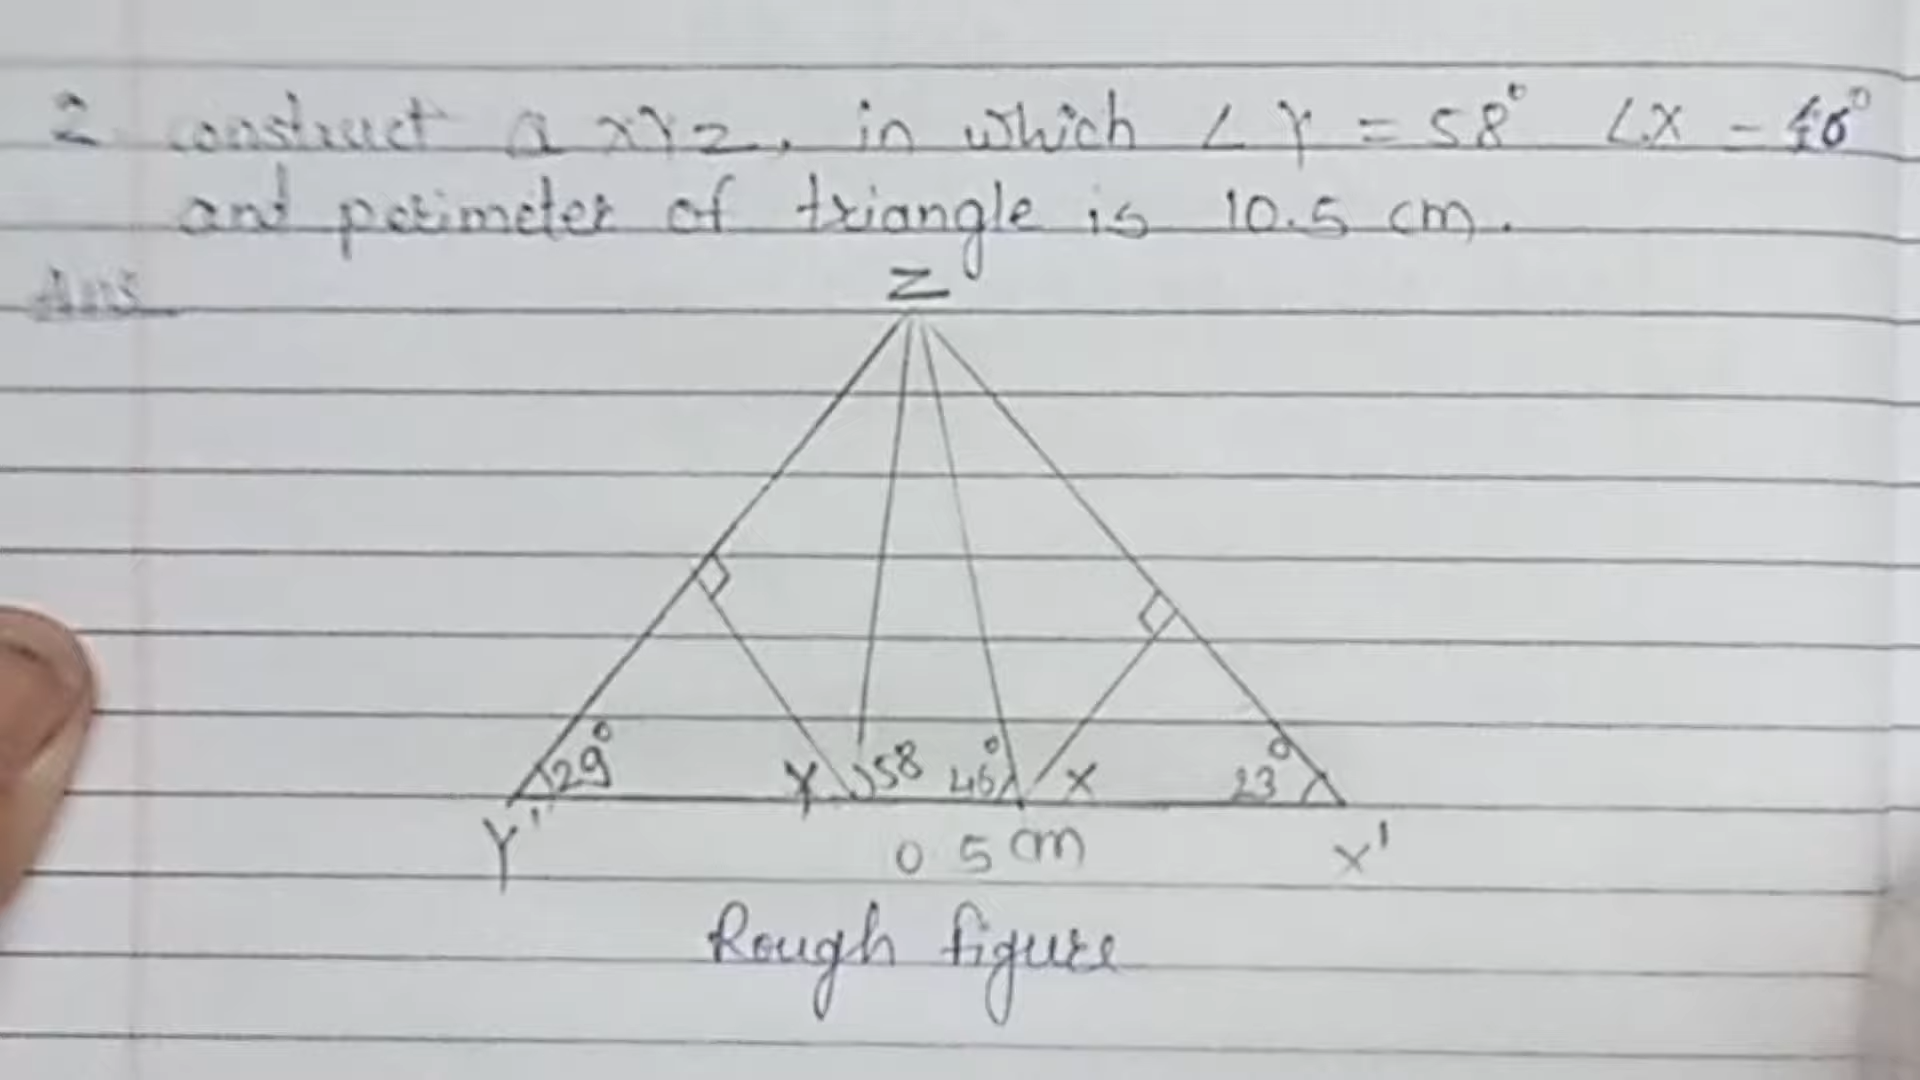 2 construct a XYZ, in which ∠Y = 58° ∠X = 46°
and perimeter of triangle is 10.5 cm.
Ans
Z
29° Y 58 46° X 23°
Y' 0 5 cm X'
Rough figure